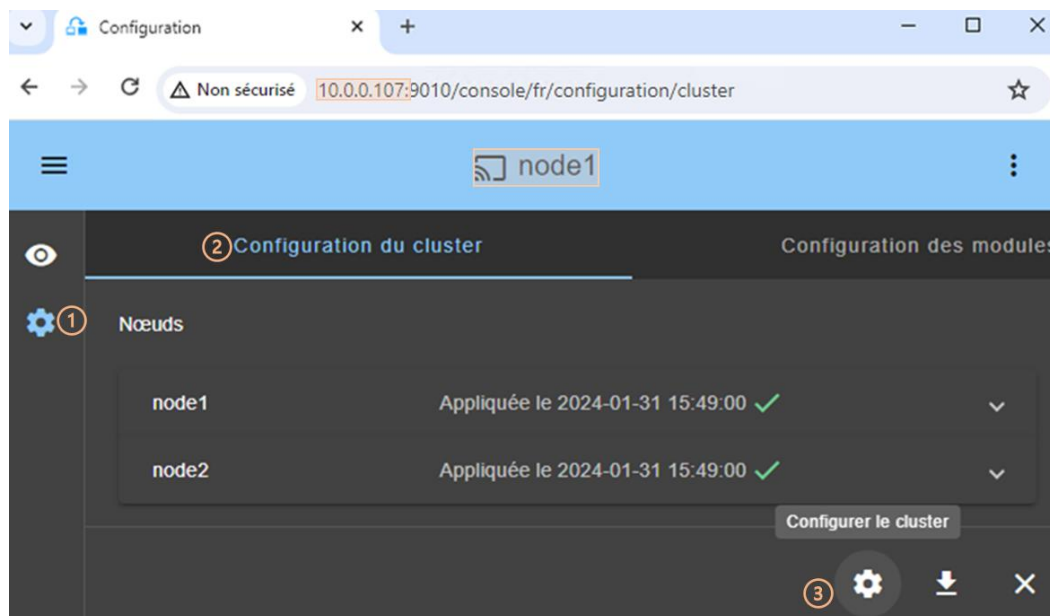 Configuration
Non sécurisé 10.0.0.107:9010/console/fr/configuration/cluster
node1
② Configuration du cluster Configuration des modules
①
Nœuds
node1 Appliquée le 2024-01-31 15:49:00
node2 Appliquée le 2024-01-31 15:49:00
Configurer le cluster
③